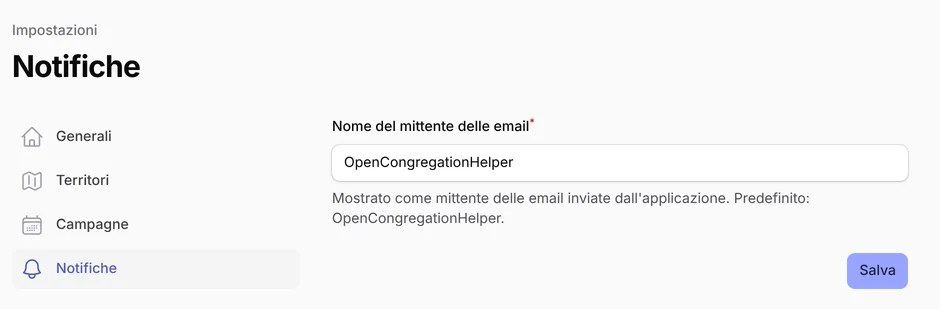 Impostazioni
Notifiche
Generali
Territori
Campagne
Notifiche
Nome del mittente delle email*
OpenCongregationHelper
Mostrato come mittente delle email inviate dall'applicazione. Predefinito:
OpenCongregationHelper.
Salva